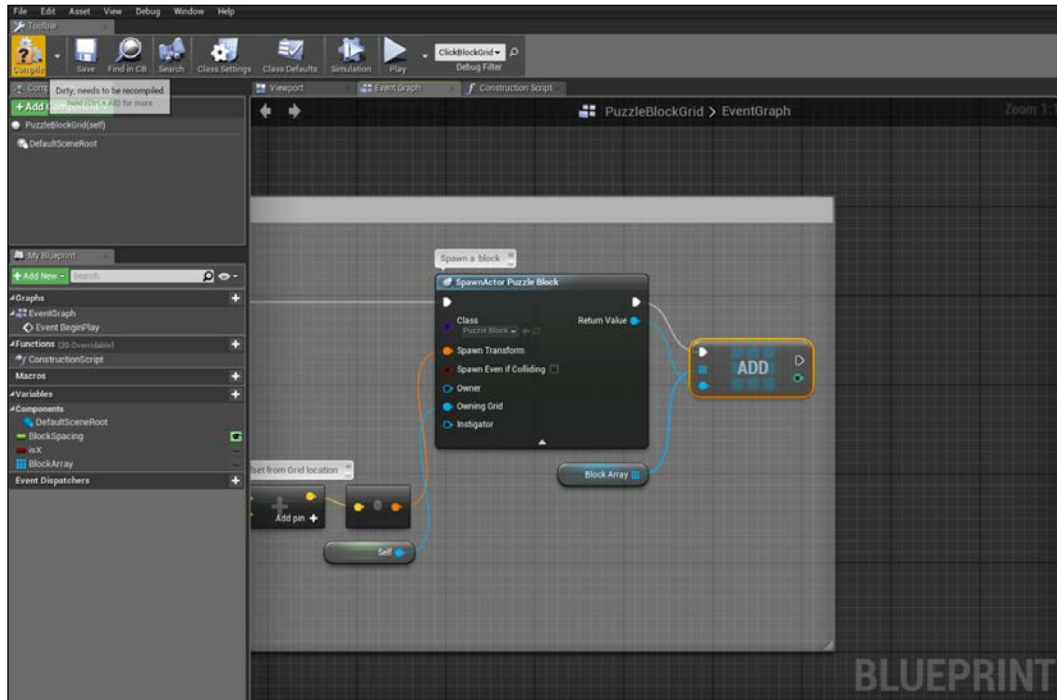 File Edit Asset View Debug Window Help
Toolbar
Compile Save Find in CB Search Class Settings Class Defaults Simulation Play
ClickBlockGrid
Debug Filter
Dirty, needs to be recompiled
hold (Ctrl + Alt) for more
Viewport Event Graph Construction Script
+Add Component
PuzzleBlockGrid(self)
DefaultSceneRoot
PuzzleBlockGrid > EventGraph
Zoom 1:1
My Blueprint
+Add New Search
Graphs
EventGraph
Event BeginPlay
Functions (20 Overridable)
ConstructionScript
Macros
Variables
Components
DefaultSceneRoot
BlockSpacing
isX
BlockArray
Event Dispatchers
Spawn a block
SpawnActor Puzzle Block
Class
Puzzle Block
Return Value
Spawn Transform
Spawn Even if Colliding
Owner
Owning Grid
Instigator
ADD
Block Array
from Grid location
Add pin +
Self
BLUEPRINT